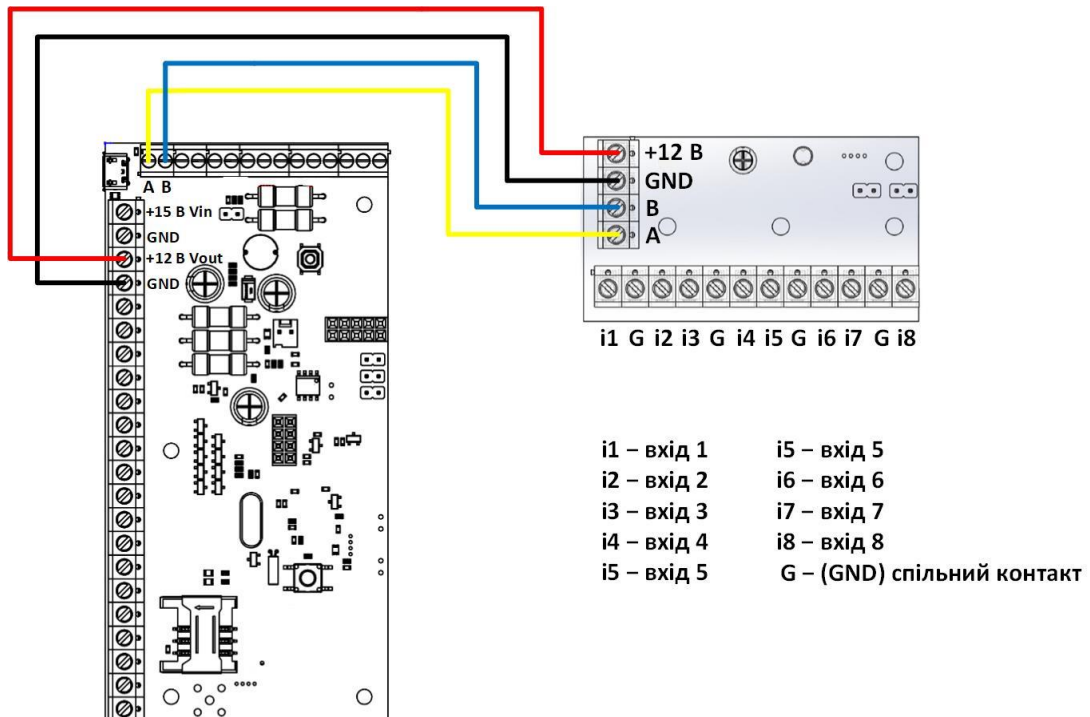 A B
+15 В Vin
GND
+12 В Vout
GND
+12 В
GND
B
A
i1 G i2 i3 G i4 i5 G i6 i7 G i8
i1 – вхід 1
i2 – вхід 2
i3 – вхід 3
i4 – вхід 4
i5 – вхід 5
i5 – вхід 5
i6 – вхід 6
i7 – вхід 7
i8 – вхід 8
G – (GND) спільний контакт